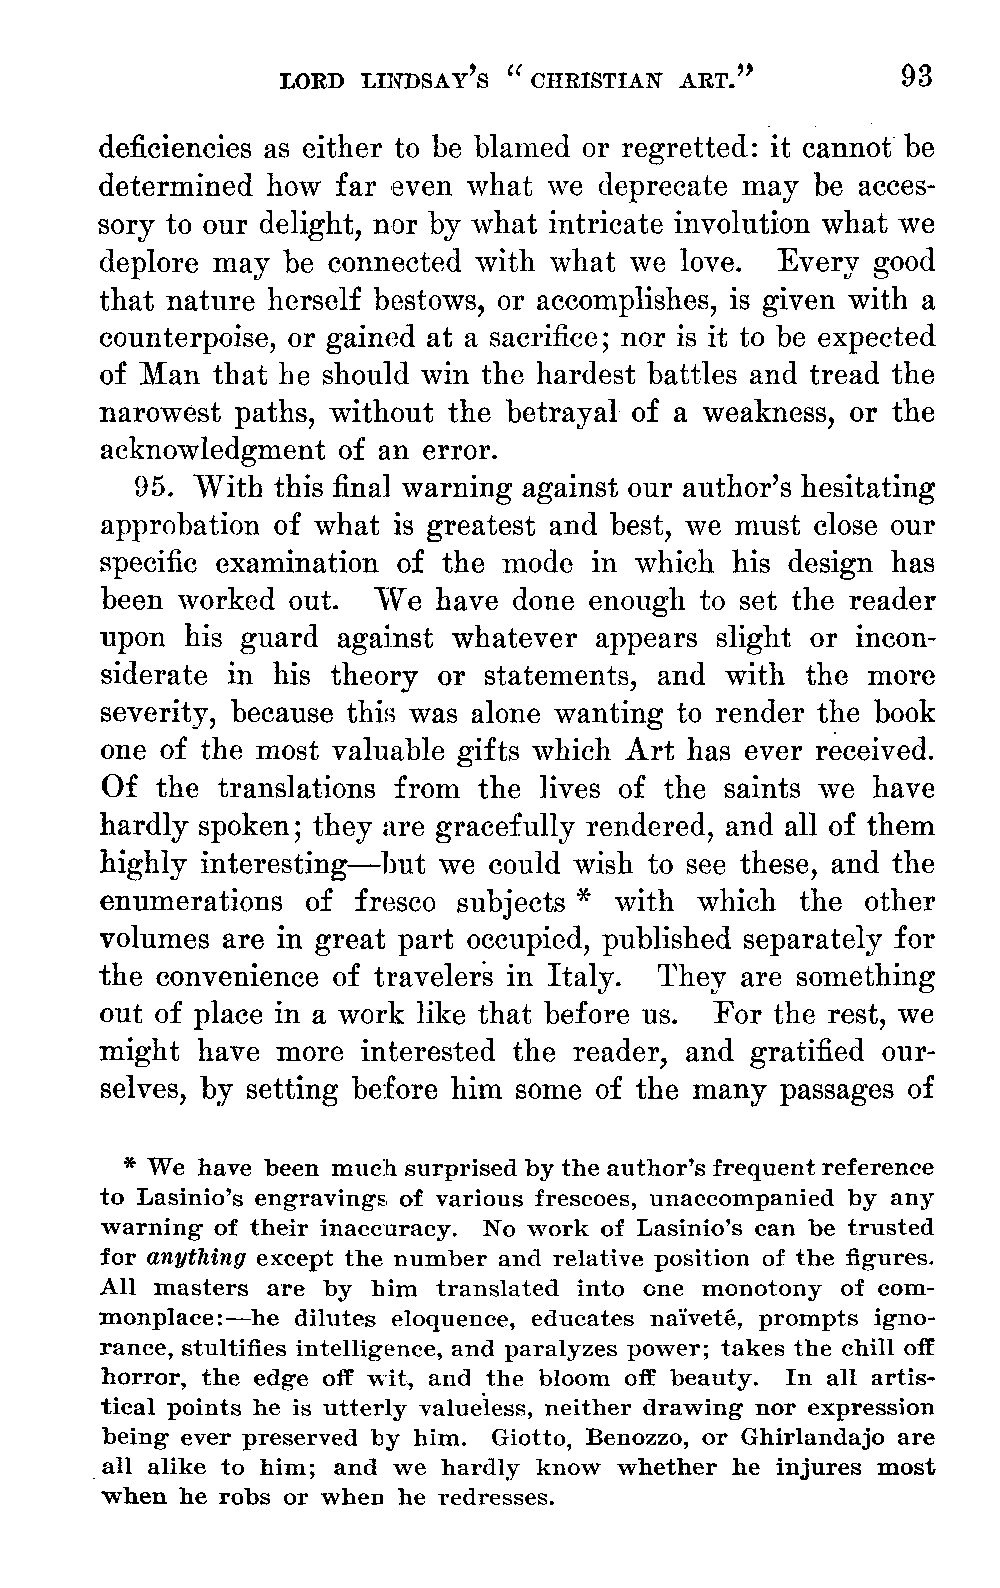 LORD LINDSAY'S "CHRISTIAN ART." 93
deficiencies as either to be blamed or regretted: it cannot be
determined how far even what we deprecate may be acces-
sory to our delight, nor by what intricate involution what we
deplore may be connected with what we love. Every good
that nature herself bestows, or accomplishes, is given with a
counterpoise, or gained at a sacrifice; nor is it to be expected
of Man that he should win the hardest battles and tread the
narowest paths, without the betrayal of a weakness, or the
acknowledgment of an error.
95. With this final warning against our author's hesitating
approbation of what is greatest and best, we must close our
specific examination of the mode in which his design has
been worked out. We have done enough to set the reader
upon his guard against whatever appears slight or incon-
siderate in his theory or statements, and with the more
severity, because this was alone wanting to render the book
one of the most valuable gifts which Art has ever received.
Of the translations from the lives of the saints we have
hardly spoken; they are gracefully rendered, and all of them
highly interesting—but we could wish to see these, and the
enumerations of fresco subjects * with which the other
volumes are in great part occupied, published separately for
the convenience of travelers in Italy. They are something
out of place in a work like that before us. For the rest, we
might have more interested the reader, and gratified our-
selves, by setting before him some of the many passages of
* We have been much surprised by the author's frequent reference
to Lasinio's engravings of various frescoes, unaccompanied by any
warning of their inaccuracy. No work of Lasinio's can be trusted
for anything except the number and relative position of the figures.
All masters are by him translated into one monotony of com-
monplace:—he dilutes eloquence, educates naïveté, prompts igno-
rance, stultifies intelligence, and paralyzes power; takes the chill off
horror, the edge off wit, and the bloom off beauty. In all artis-
tical points he is utterly valueless, neither drawing nor expression
being ever preserved by him. Giotto, Benozzo, or Ghirlandajo are
all alike to him; and we hardly know whether he injures most
when he robs or when he redresses.